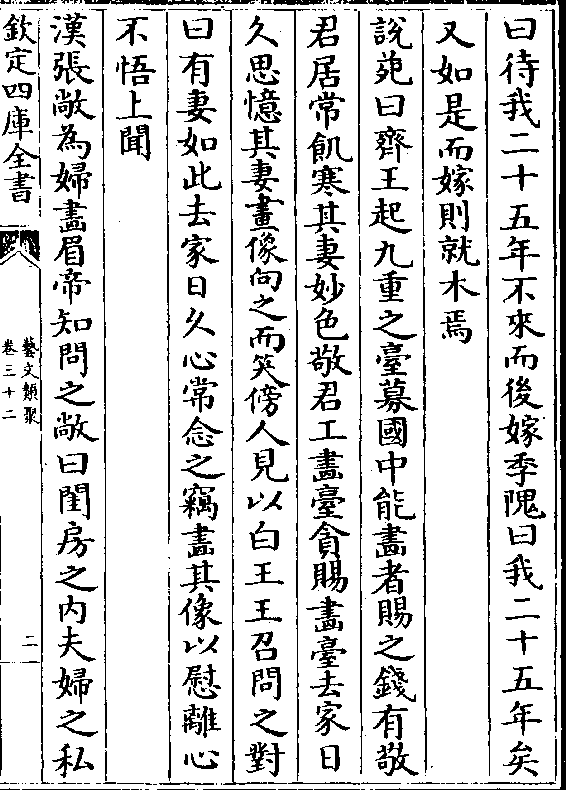 曰待我二十五年不來而後嫁季隗曰我二十五年矣
又如是而嫁則就木焉
說苑曰齊王起九重之臺募國中能畫者賜之錢有敬
君居常飢寒其妻妙色敬君工畫臺貪賜畫臺去家日
久思憶其妻畫像向之而笑傍人見以白王王召問之對
曰有妻如此去家日久心常念之竊畫其像以慰離心
不悟上聞
漢張敞為婦畫眉帝知問之敞曰閨房之内夫婦之私
欽定四庫全書
藝文類聚
卷三十二
二